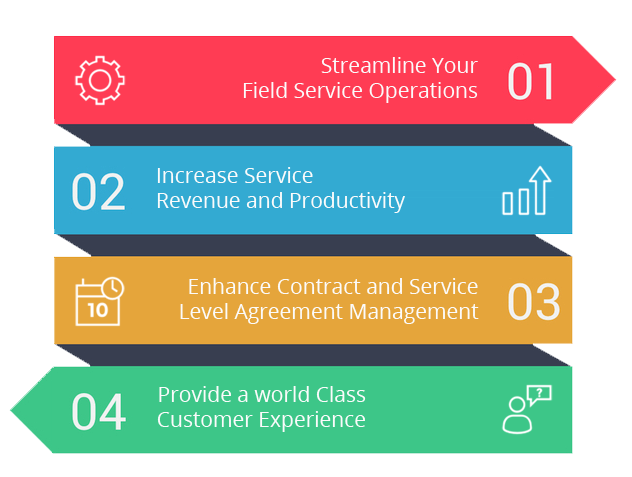 Streamline Your
Field Service Operations
01
02
Increase Service
Revenue and Productivity
10
Enhance Contract and Service
Level Agreement Management
03
04
Provide a world Class
Customer Experience
?